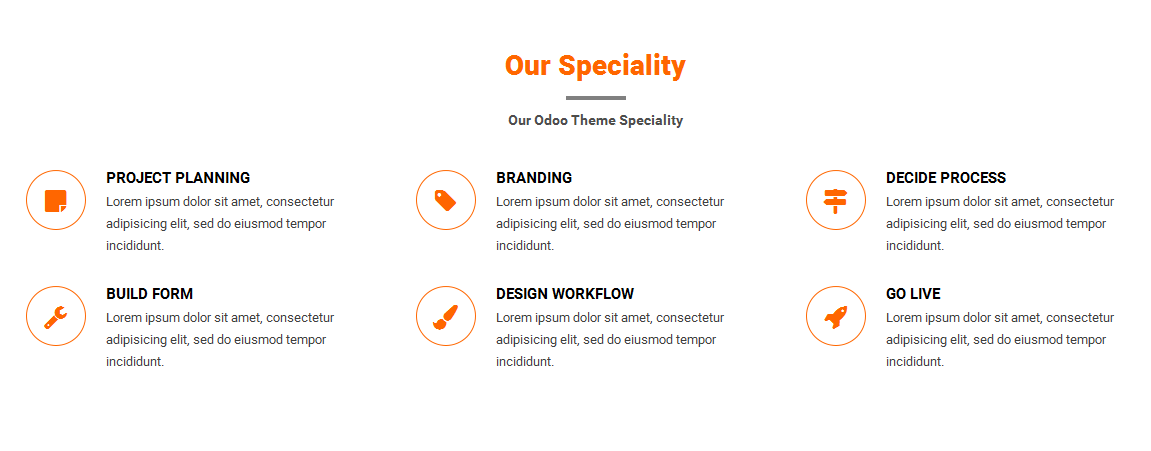 Our Speciality
Our Odoo Theme Speciality
PROJECT PLANNING
Lorem ipsum dolor sit amet, consectetur
adipisicing elit, sed do eiusmod tempor
incididunt.
BRANDING
Lorem ipsum dolor sit amet, consectetur
adipisicing elit, sed do eiusmod tempor
incididunt.
DECIDE PROCESS
Lorem ipsum dolor sit amet, consectetur
adipisicing elit, sed do eiusmod tempor
incididunt.
BUILD FORM
Lorem ipsum dolor sit amet, consectetur
adipisicing elit, sed do eiusmod tempor
incididunt.
DESIGN WORKFLOW
Lorem ipsum dolor sit amet, consectetur
adipisicing elit, sed do eiusmod tempor
incididunt.
GO LIVE
Lorem ipsum dolor sit amet, consectetur
adipisicing elit, sed do eiusmod tempor
incididunt.